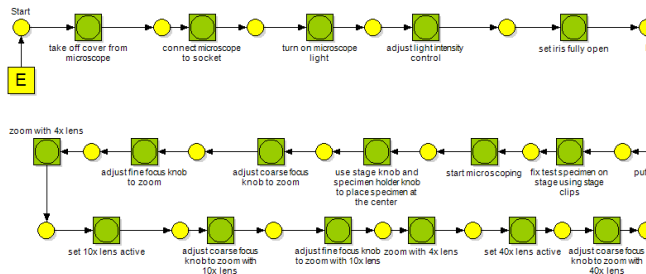 Start
take off cover from
microscope
connect microscope
to socket
turn on microscope
light
adjust light intensity
control
set iris fully open
E
zoom with 4x lens
adjust fine focus knob
to zoom
adjust coarse focus
knob to zoom
use stage knob and
specimen holder knob
to place specimen at
the center
start microscoping
fix test specimen on
stage using stage
clips
put
set 10x lens active
adjust coarse focus
knob to zoom with
10x lens
adjust fine focus knob
to zoom with 10x lens
zoom with 4x lens
set 40x lens active
adjust coarse focus
knob to zoom with
40x lens